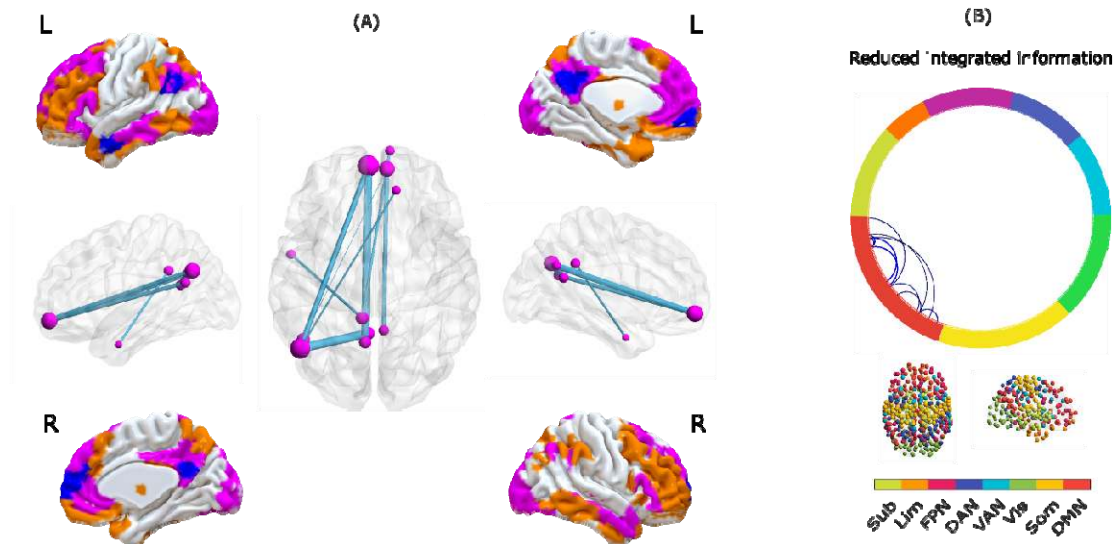 (A)
L
L
R
R
(B)
Reduced integrated information
Sub
Lim
FPN
DAN
VAN
Vis
Som
DMN